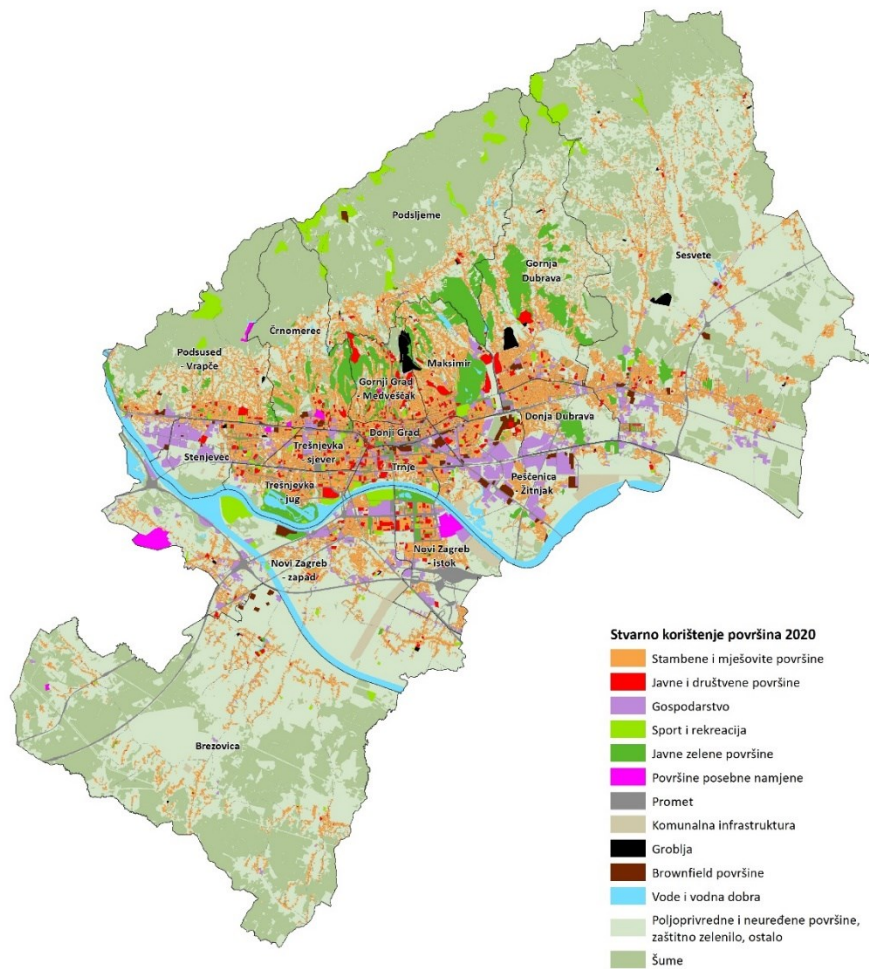 Podsljeme
Gornja
Dubrava
Sesvete
Črnomerec
Podsused
- Vrapče
Maksimir
Gornji Grad
- Medveščak
Donji Grad
Donja Dubrava
Stenjevec
Trešnjevka
sjever
Trnje
Peščenica
- Žitnjak
Trešnjevka
- jug
Novi Zagreb
- zapad
Novi Zagreb
- istok
Brezovica
Stvarno korištenje površina 2020
Stambene i mješovite površine
Javne i društvene površine
Gospodarstvo
Sport i rekreacija
Javne zelene površine
Površine posebne namjene
Promet
Komunalna infrastruktura
Groblja
Brownfield površine
Vode i vodna dobra
Poljoprivredne i neuređene površine,
zaštitno zelenilo, ostalo
Šume